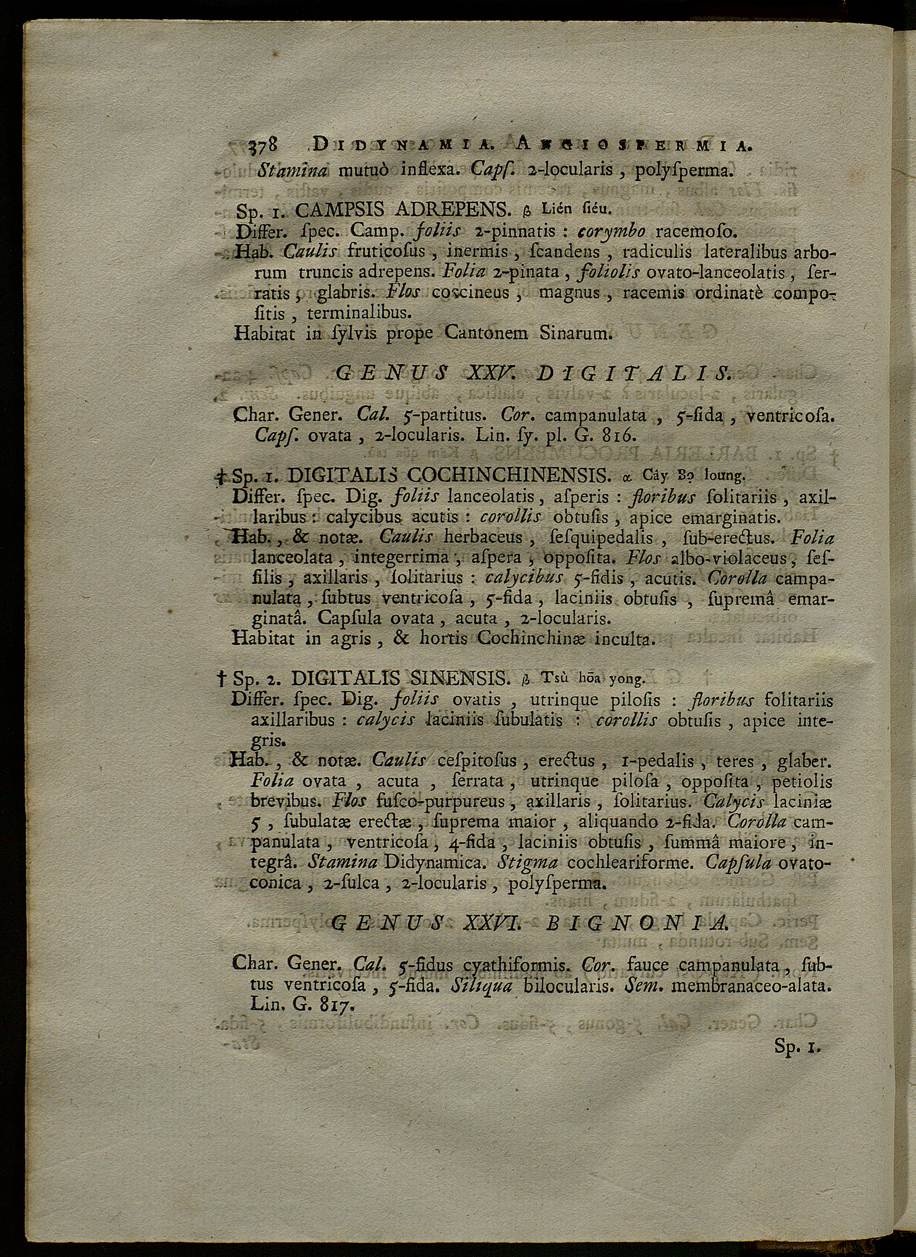 378 DIDYNAMIA. ANGIOSPERMIA.
Stamina mutuò inflexa. Capſ. 2-locularis, polyſperma.
Sp. 1. CAMPSIS ADREPENS. β Lién ſiéu.
Differ. ſpec. Camp. foliis 2-pinnatis : corymbo racemoſo.
Hab. Caulis fruticoſus, inermis, ſcandens, radiculis lateralibus arbo-
rum truncis adrepens. Folia 2-pinata, foliolis ovato-lanceolatis, ſer-
ratis, glabris. Flos coccineus, magnus, racemis ordinatè compo-
ſitis, terminalibus.
Habitat in ſylvis prope Cantonem Sinarum.
GENUS XXV. DIGITALIS.
Char. Gener. Cal. 5-partitus. Cor. campanulata, 5-fida, ventricoſa.
Capſ. ovata, 2-locularis. Lin. ſy. pl. G. 816.
† Sp. 1. DIGITALIS COCHINCHINENSIS. α Cây Bọ loung.
Differ. ſpec. Dig. foliis lanceolatis, aſperis : floribus ſolitariis, axil-
laribus : calycibus acutis : corollis obtuſis, apice emarginatis.
Hab., & notæ. Caulis herbaceus, ſeſquipedalis, ſub-erectus. Folia
lanceolata, integerrima, aſpera, oppoſita. Flos albo-violaceus, ſeſ-
ſilis, axillaris, ſolitarius : calycibus 5-fidis, acutis. Corolla campa-
nulata, ſubtus ventricoſa, 5-fida, laciniis obtuſis, ſupremâ emar-
ginatâ. Capſula ovata, acuta, 2-locularis.
Habitat in agris, & hortis Cochinchinæ inculta.
† Sp. 2. DIGITALIS SINENSIS. β Tsù hōa yong.
Differ. ſpec. Dig. foliis ovatis, utrinque piloſis : floribus ſolitariis
axillaribus : calycis laciniis ſubulatis : corollis obtuſis, apice inte-
gris.
Hab., & notæ. Caulis ceſpitoſus, erectus, 1-pedalis, teres, glaber.
Folia ovata, acuta, ſerrata, utrinque piloſa, oppoſita, petiolis
brevibus. Flos fuſco-purpureus, axillaris, ſolitarius. Calycis laciniæ
5, ſubulatæ erectæ, ſuprema maior, aliquando 2-fida. Corolla cam-
panulata, ventricoſa, 4-fida, laciniis obtuſis, ſummâ maiore, in-
tegrâ. Stamina Didynamica. Stigma cochleariforme. Capſula ovato-
conica, 2-ſulca, 2-locularis, polyſperma.
GENUS XXVI. BIGNONIA.
Char. Gener. Cal. 5-fidus cyathiformis. Cor. fauce campanulata, ſub-
tus ventricoſa, 5-fida. Siliqua bilocularis. Sem. membranaceo-alata.
Lin. G. 817.
Sp. 1.